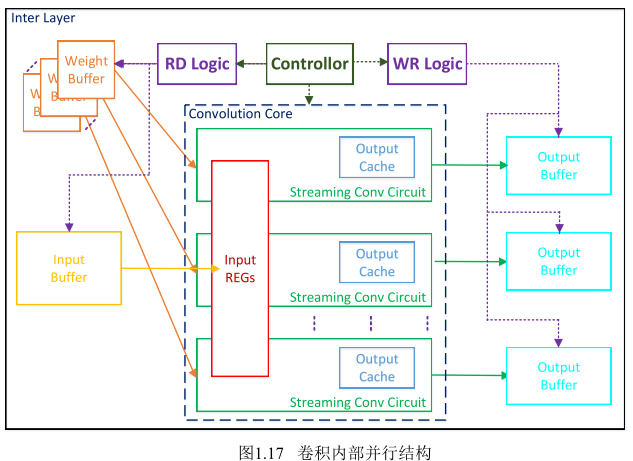 Inter Layer
Weight
Buffer
W
Bu
W
Bu
RD Logic
Controllor
WR Logic
Convolution Core
Output
Cache
Streaming Conv Circuit
Output
Buffer
Input
Buffer
Input
REGs
Output
Cache
Streaming Conv Circuit
Output
Buffer
Output
Cache
Streaming Conv Circuit
Output
Buffer
图1.17 卷积内部并行结构